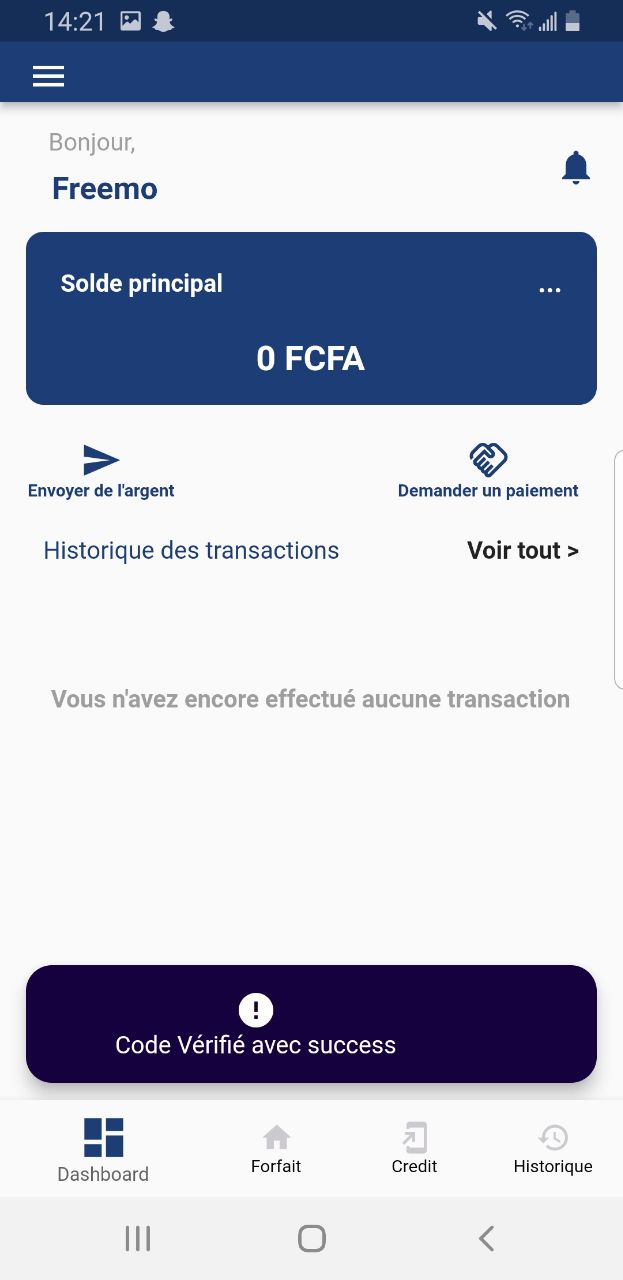 14:21
Bonjour,
Freemo
Solde principal
...
0 FCFA
Envoyer de l'argent
Demander un paiement
Historique des transactions
Voir tout >
Vous n'avez encore effectué aucune transaction
Code Vérifié avec success
Dashboard
Forfait
Credit
Historique